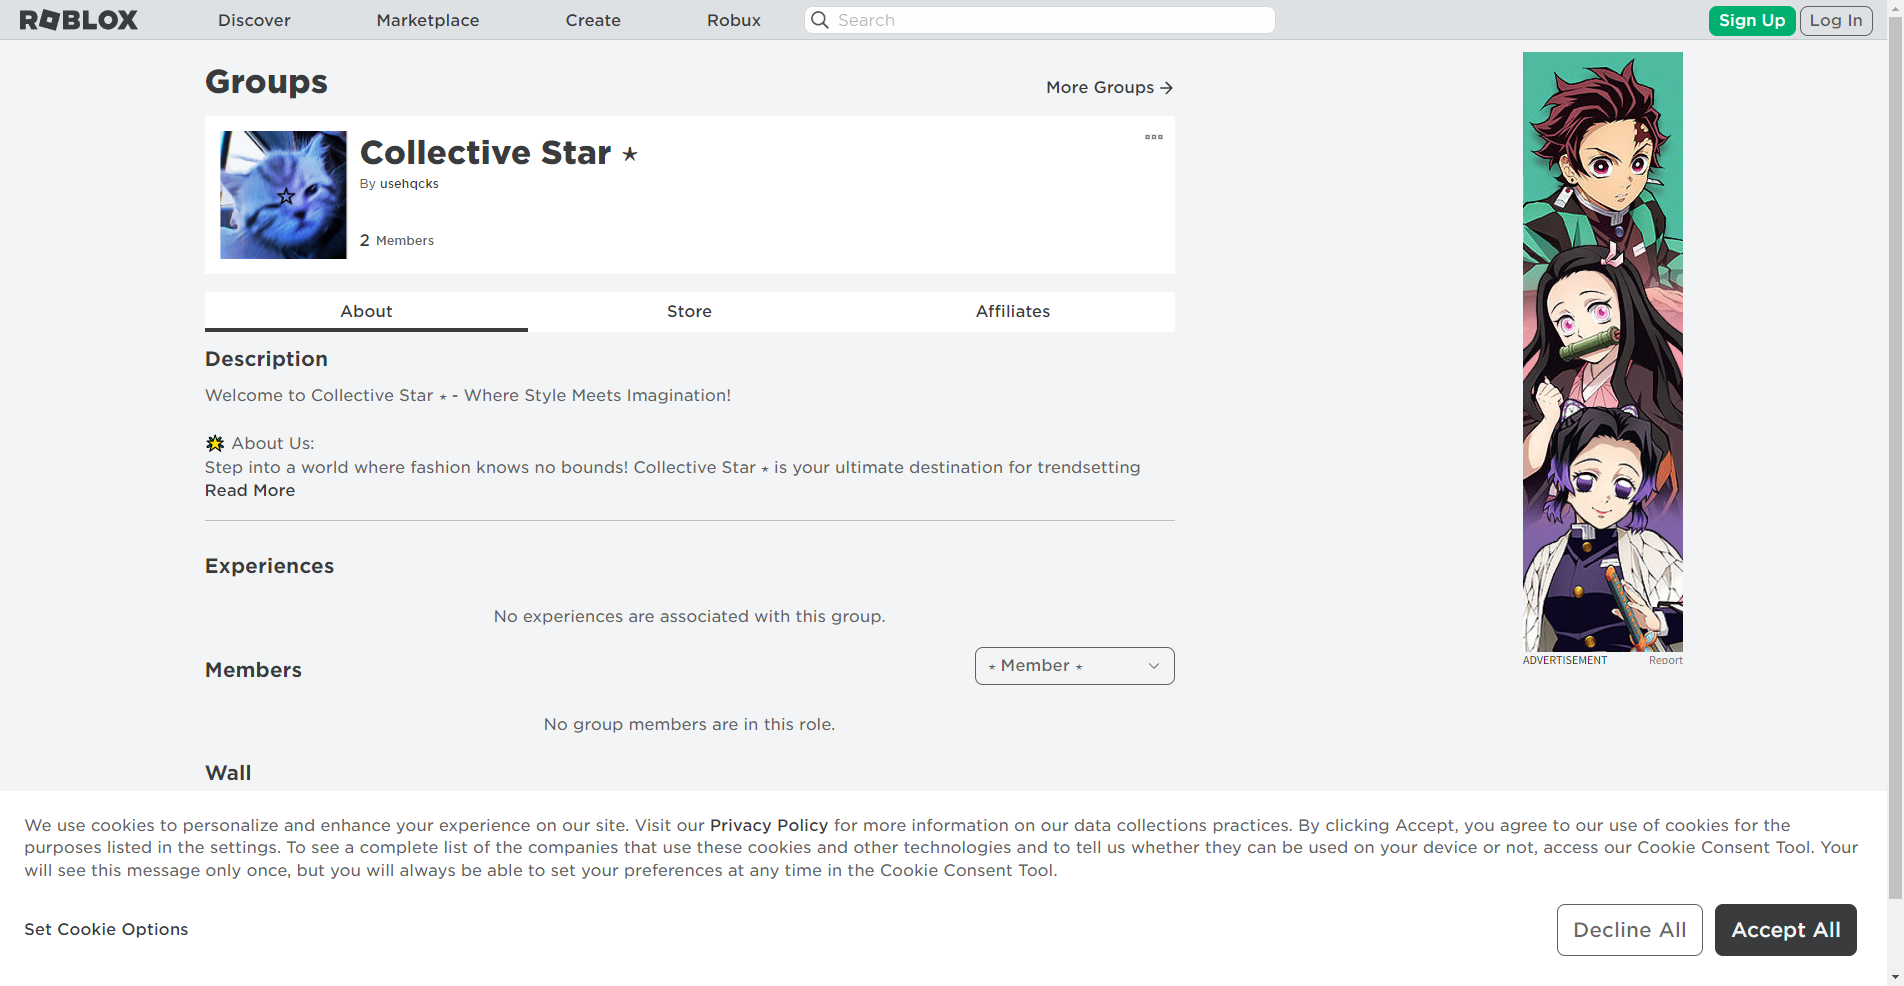 ROBLOX Discover Marketplace Create Robux Search Sign Up Log In
Groups
More Groups →
Collective Star ⋆
By usehqcks
2 Members
About Store Affiliates
Description
Welcome to Collective Star ⋆ - Where Style Meets Imagination!
🌟 About Us:
Step into a world where fashion knows no bounds! Collective Star ⋆ is your ultimate destination for trendsetting
Read More
Experiences
No experiences are associated with this group.
Members
⋆ Member ⋆
No group members are in this role.
Wall
ADVERTISEMENT Report
We use cookies to personalize and enhance your experience on our site. Visit our Privacy Policy for more information on our data collections practices. By clicking Accept, you agree to our use of cookies for the
purposes listed in the settings. To see a complete list of the companies that use these cookies and other technologies and to tell us whether they can be used on your device or not, access our Cookie Consent Tool. Your
will see this message only once, but you will always be able to set your preferences at any time in the Cookie Consent Tool.
Set Cookie Options
Decline All
Accept All